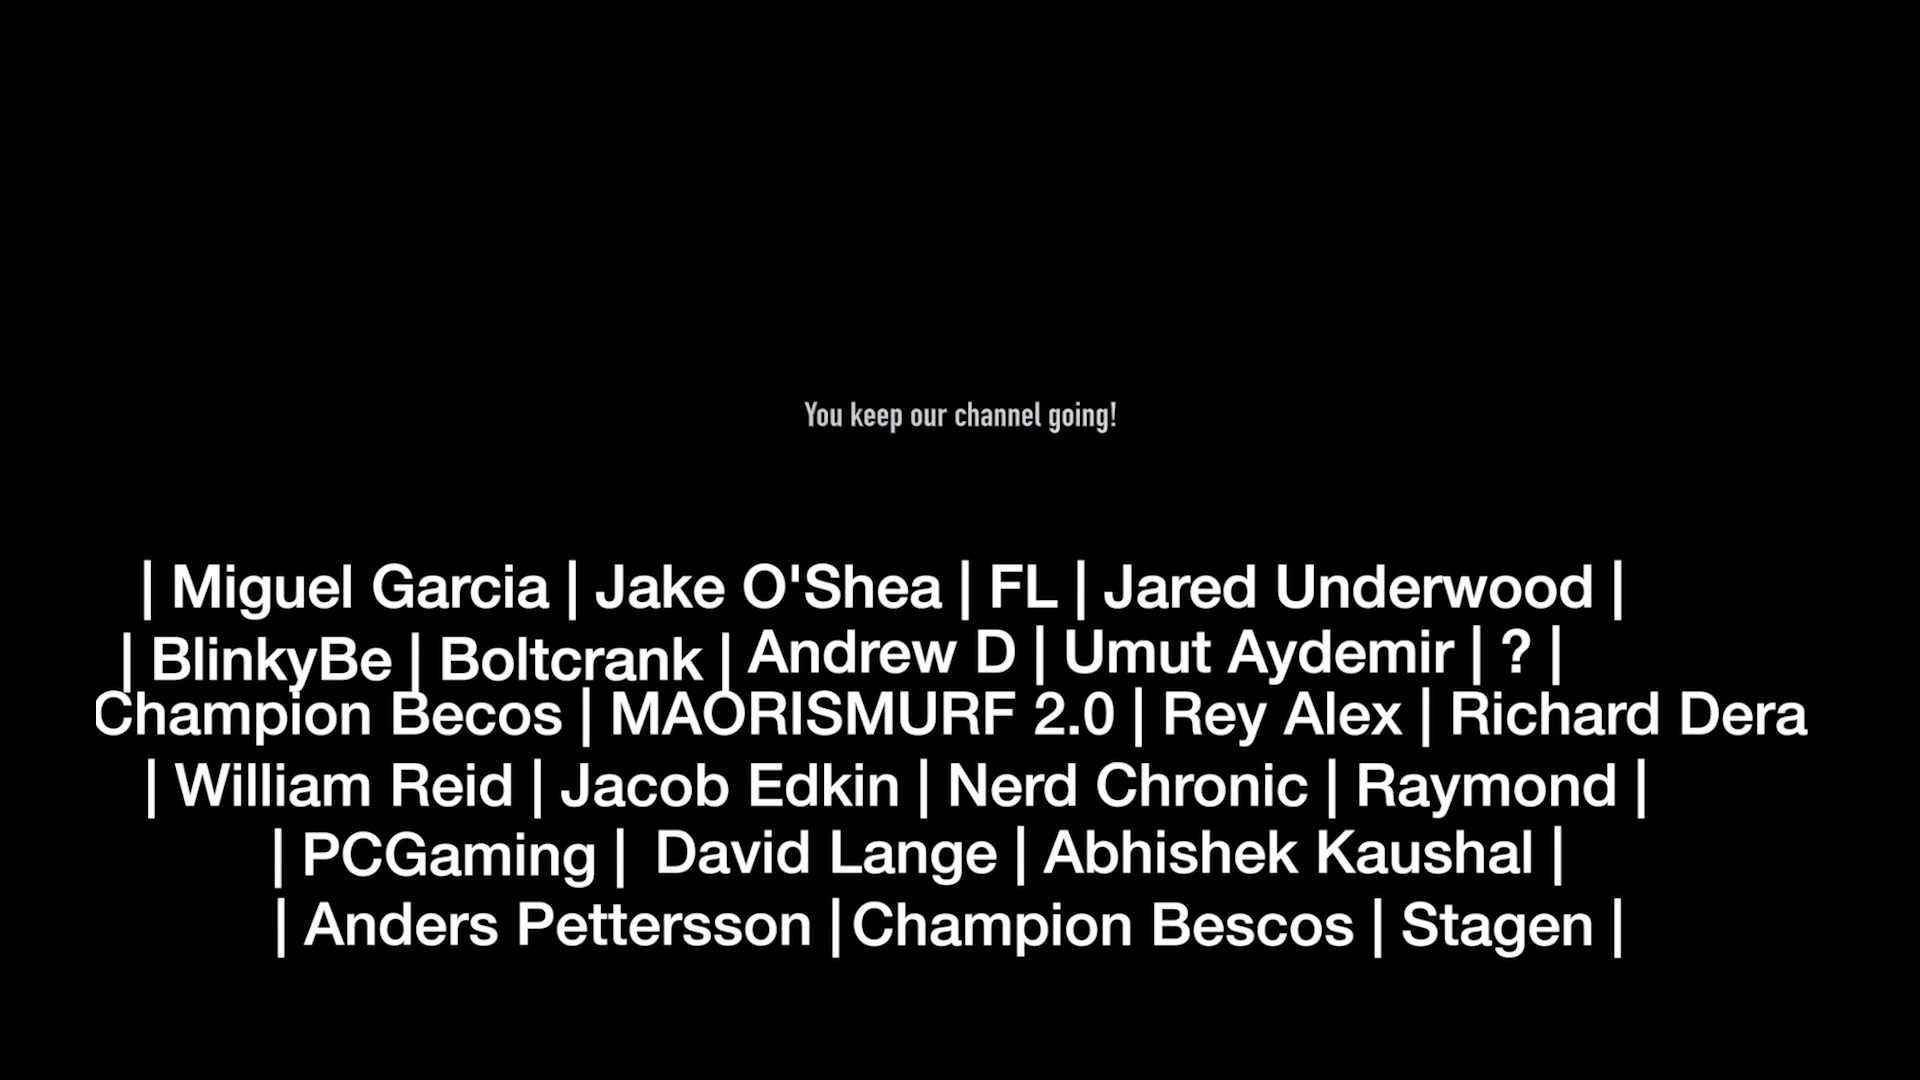 You keep our channel going!
| Miguel Garcia | Jake O'Shea | FL | Jared Underwood |
| BlinkyBe | Boltcrank | Andrew D | Umut Aydemir | ? |
Champion Becos | MAORISMURF 2.0 | Rey Alex | Richard Dera
| William Reid | Jacob Edkin | Nerd Chronic | Raymond |
| PCGaming | David Lange | Abhishek Kaushal |
| Anders Pettersson | Champion Bescos | Stagen |